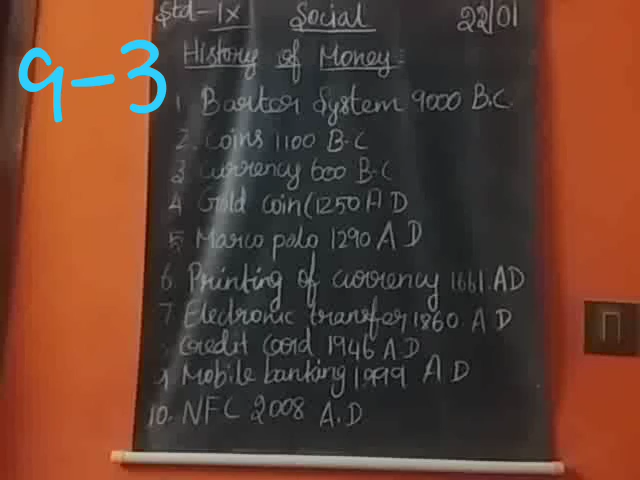 Std-IX Social 22/01
9-3
History of Money:
1. Barter System 9000 B.C.
2. coins 1100 B.C
3 currency 600 B-C
4 Gold coin(1250 A D
5. Marco polo 1290 A D
6. Printing of currency 1661. AD
7. Electronic transfer 1860. A D
Credit Card 1946 A D
9 Mobile banking 1999 A D
10. NFC 2008 A.D